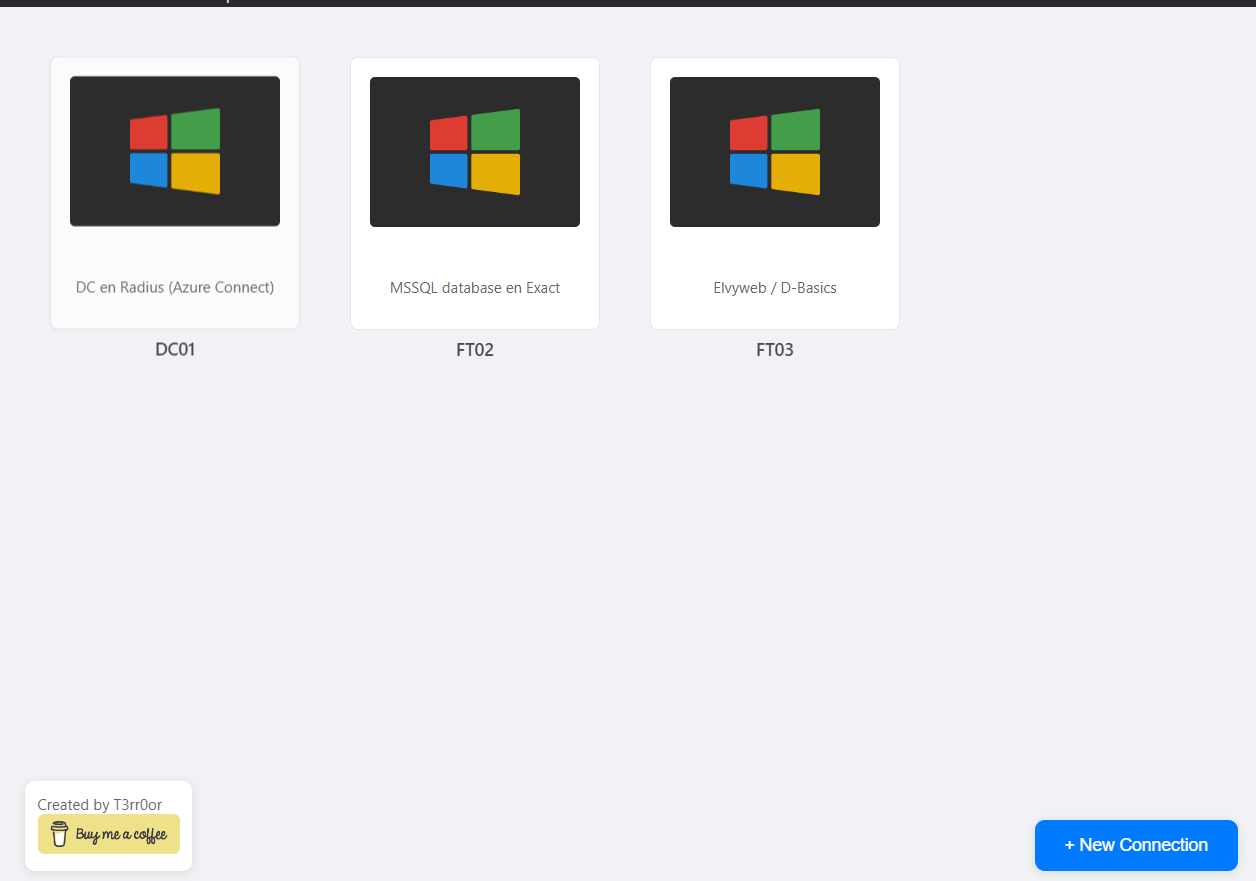 DC en Radius (Azure Connect)
MSSQL database en Exact
Elvyweb / D-Basics
DC01
FT02
FT03
Created by T3rr0or
Buy me a coffee
+ New Connection